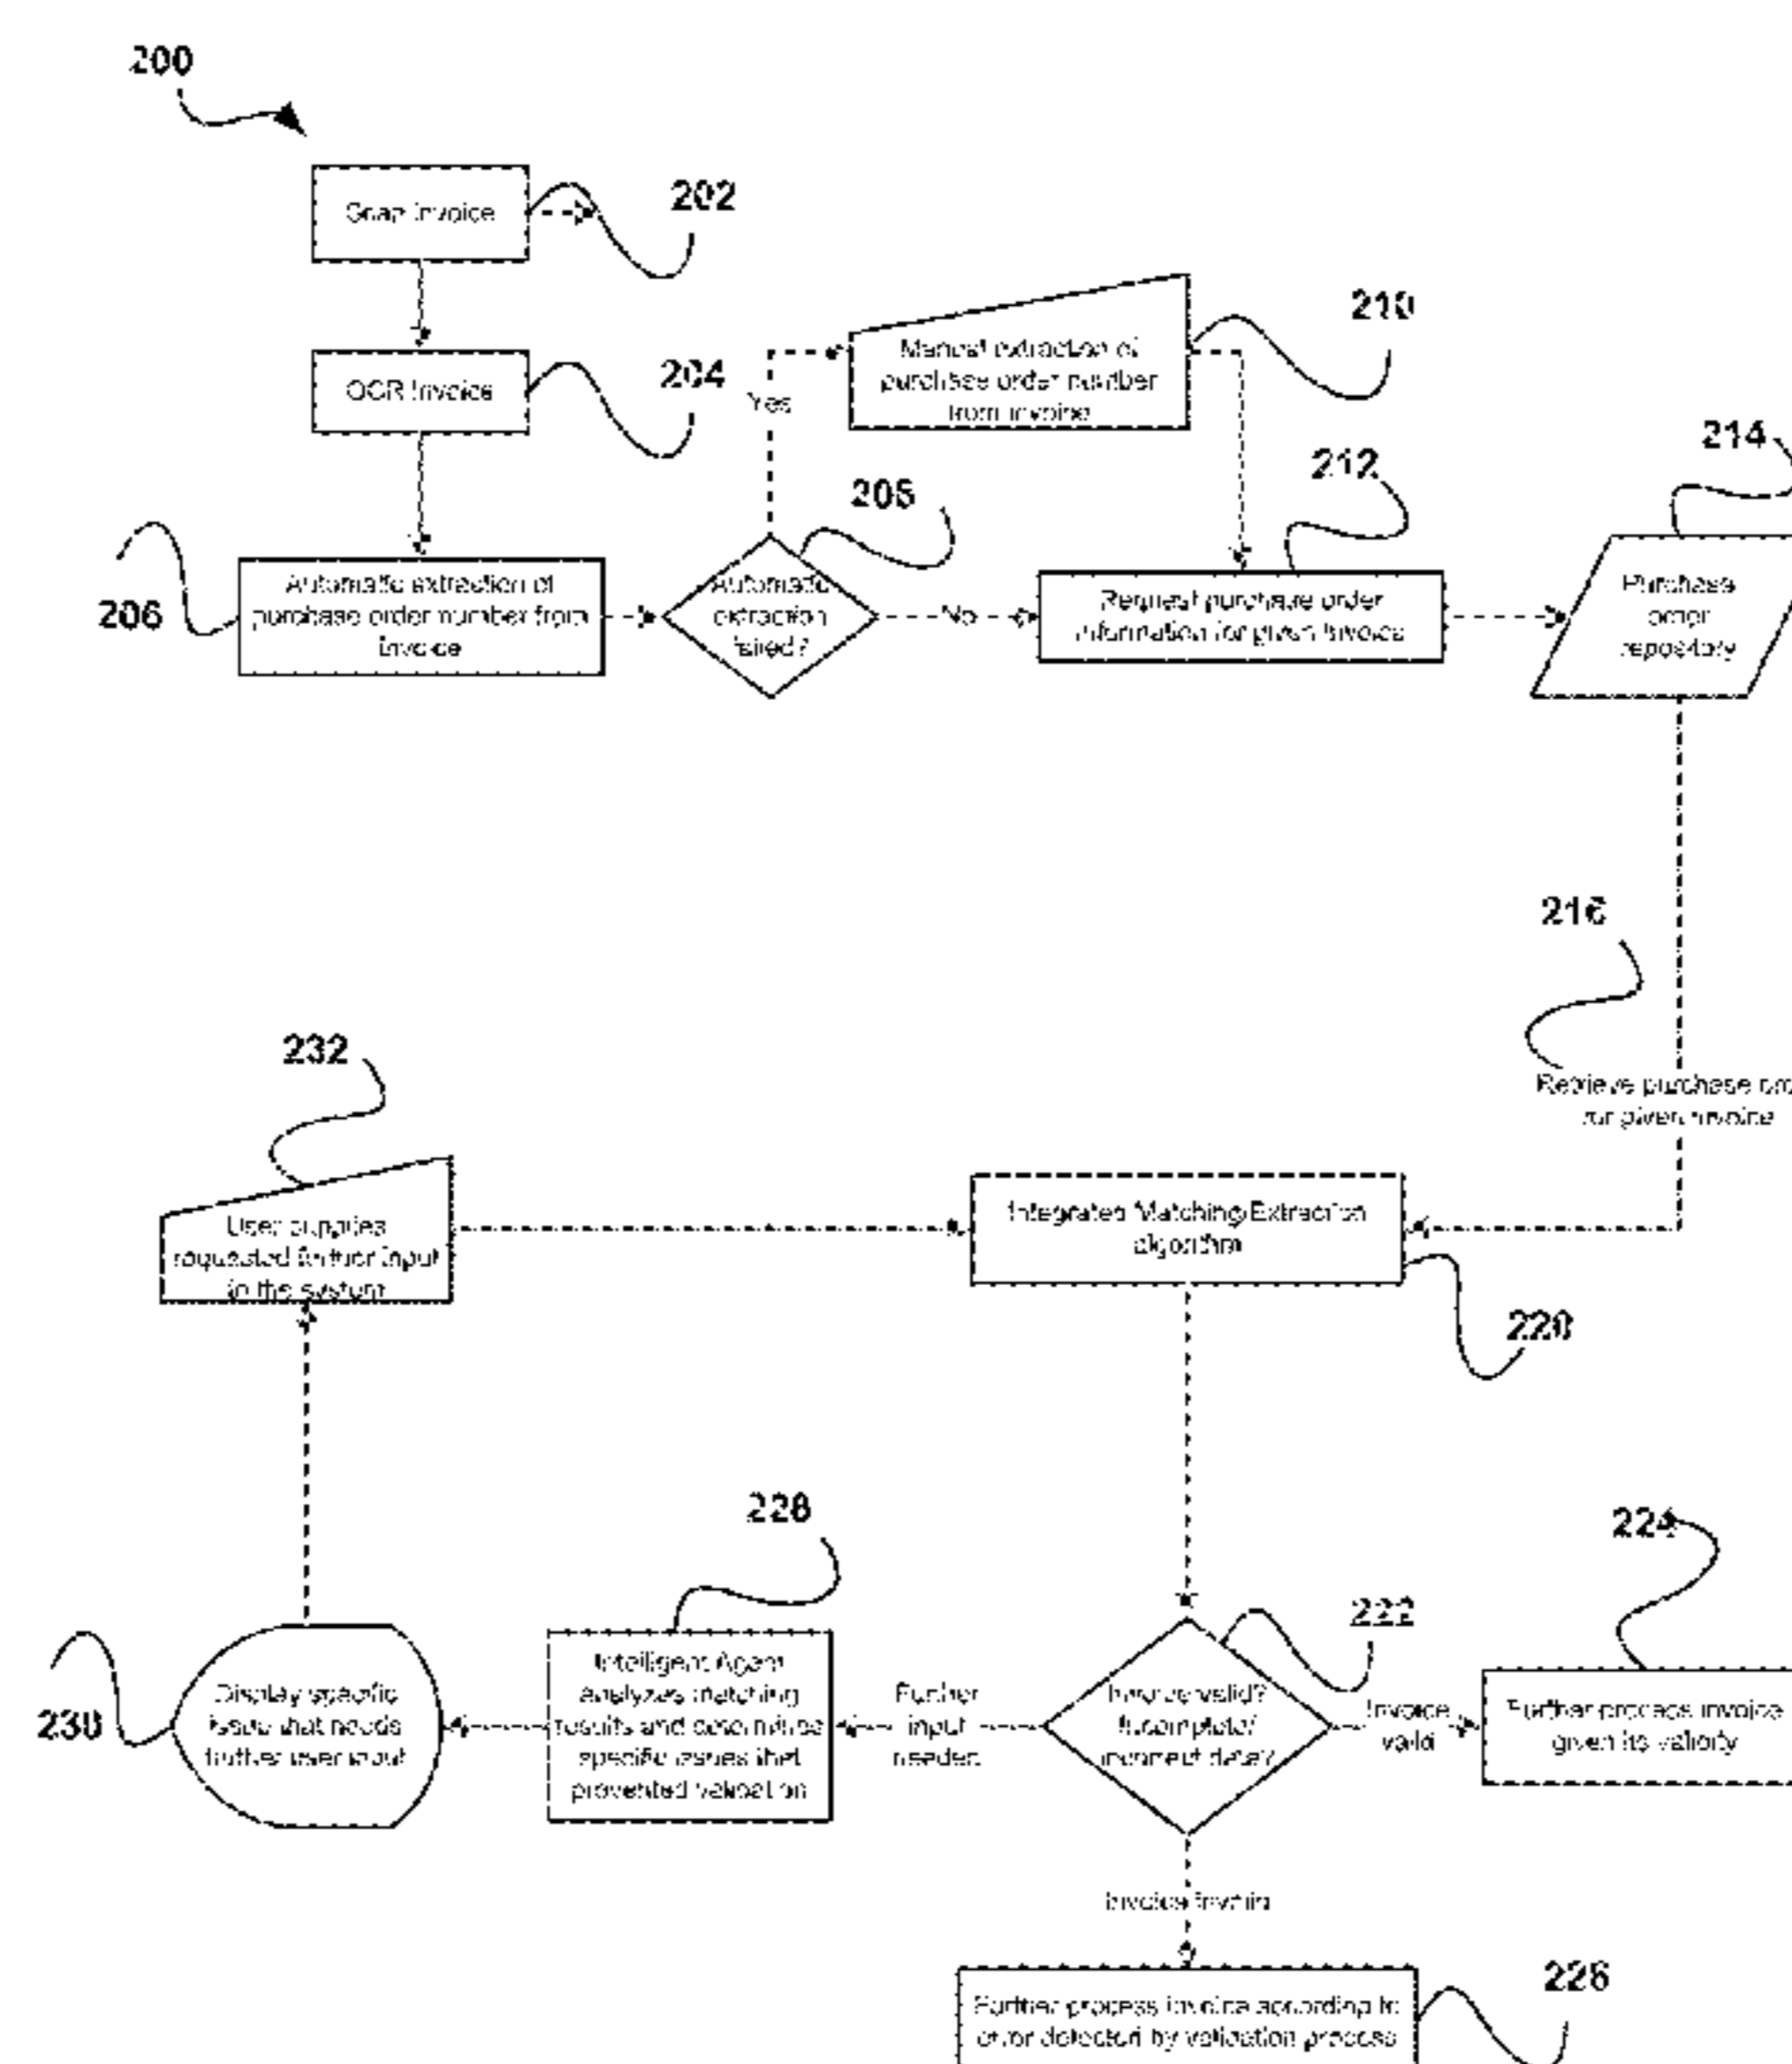 200
Scan Invoice
202
OCR Invoice
204
206
Automatic extraction of
purchase order number from
invoice
Automatic
extraction
failed?
Yes
No
Manual extraction of
purchase order number
from invoice
210
212
Request purchase order
information for given invoice
214
Purchase
order
repository
216
Retrieve purchase
for given invoice
232
User supplies
requested further input
in the system
Integrated Matching/Extraction
algorithm
220
228
Intelligent Agent
analyzes matching
results and determines
specific issues that
prevented validation
230
Display specific
issue that needs
further user input
Further
input
needed
222
Invoice valid?
Incomplete/
incorrect data?
Invoice
valid
224
Further process invoice
given its validity
Invoice invalid
226
Further process invoice according to
error detected by validation process